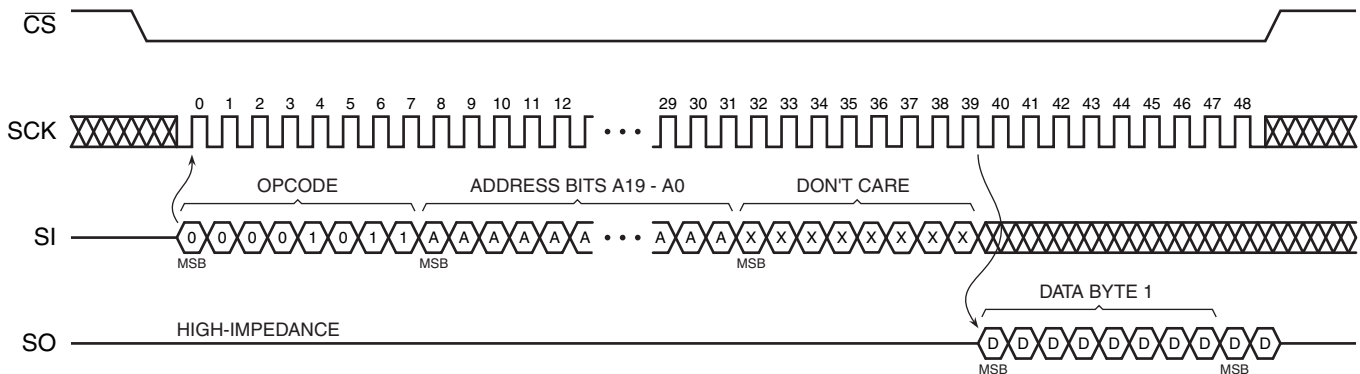 CS
SCK 0 1 2 3 4 5 6 7 8 9 10 11 12 • • • 29 30 31 32 33 34 35 36 37 38 39 40 41 42 43 44 45 46 47 48
OPCODE ADDRESS BITS A19 - A0 DON'T CARE
SI 0 0 0 0 1 0 1 1 A A A A A A • • • A A A X X X X X X X X
MSB MSB MSB
DATA BYTE 1
HIGH-IMPEDANCE
SO D D D D D D D D D D
MSB MSB